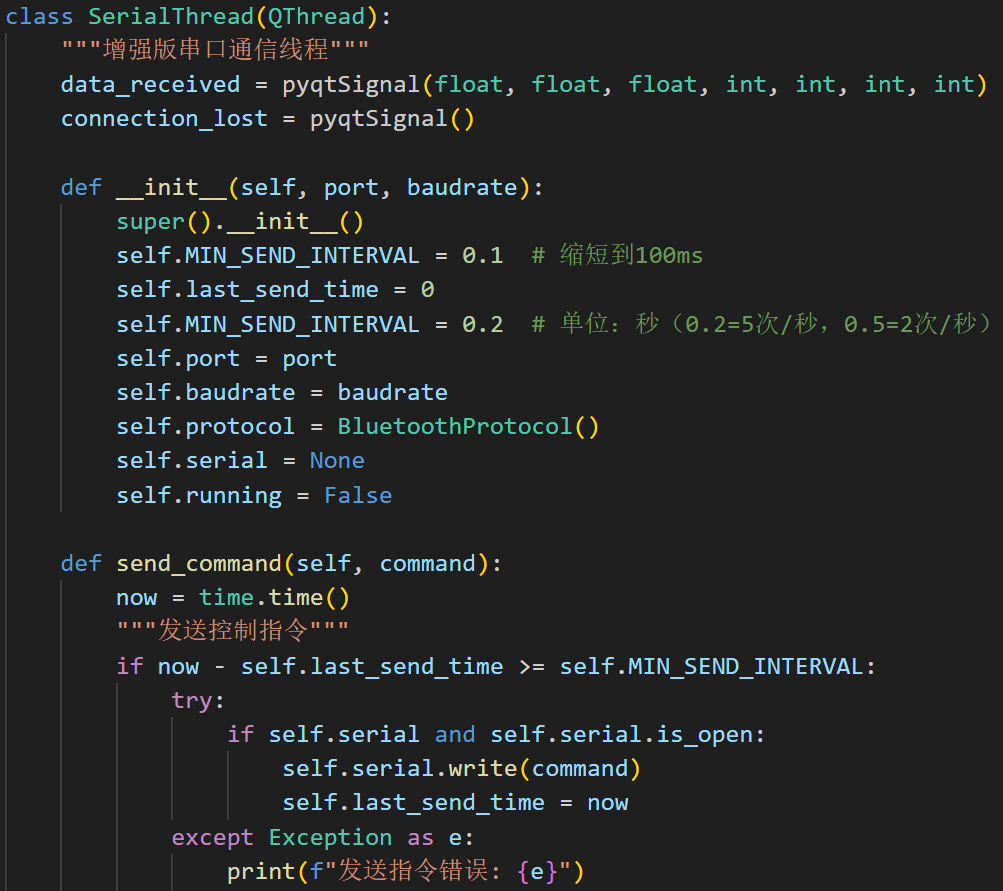 class SerialThread(QThread):
    """增强版串口通信线程"""
    data_received = pyqtSignal(float, float, float, int, int, int, int)
    connection_lost = pyqtSignal()

    def __init__(self, port, baudrate):
        super().__init__()
        self.MIN_SEND_INTERVAL = 0.1  # 缩短到100ms
        self.last_send_time = 0
        self.MIN_SEND_INTERVAL = 0.2  # 单位：秒（0.2=5次/秒，0.5=2次/秒）
        self.port = port
        self.baudrate = baudrate
        self.protocol = BluetoothProtocol()
        self.serial = None
        self.running = False

    def send_command(self, command):
        now = time.time()
        """发送控制指令"""
        if now - self.last_send_time >= self.MIN_SEND_INTERVAL:
            try:
                if self.serial and self.serial.is_open:
                    self.serial.write(command)
                    self.last_send_time = now
            except Exception as e:
                print(f"发送指令错误: {e}")